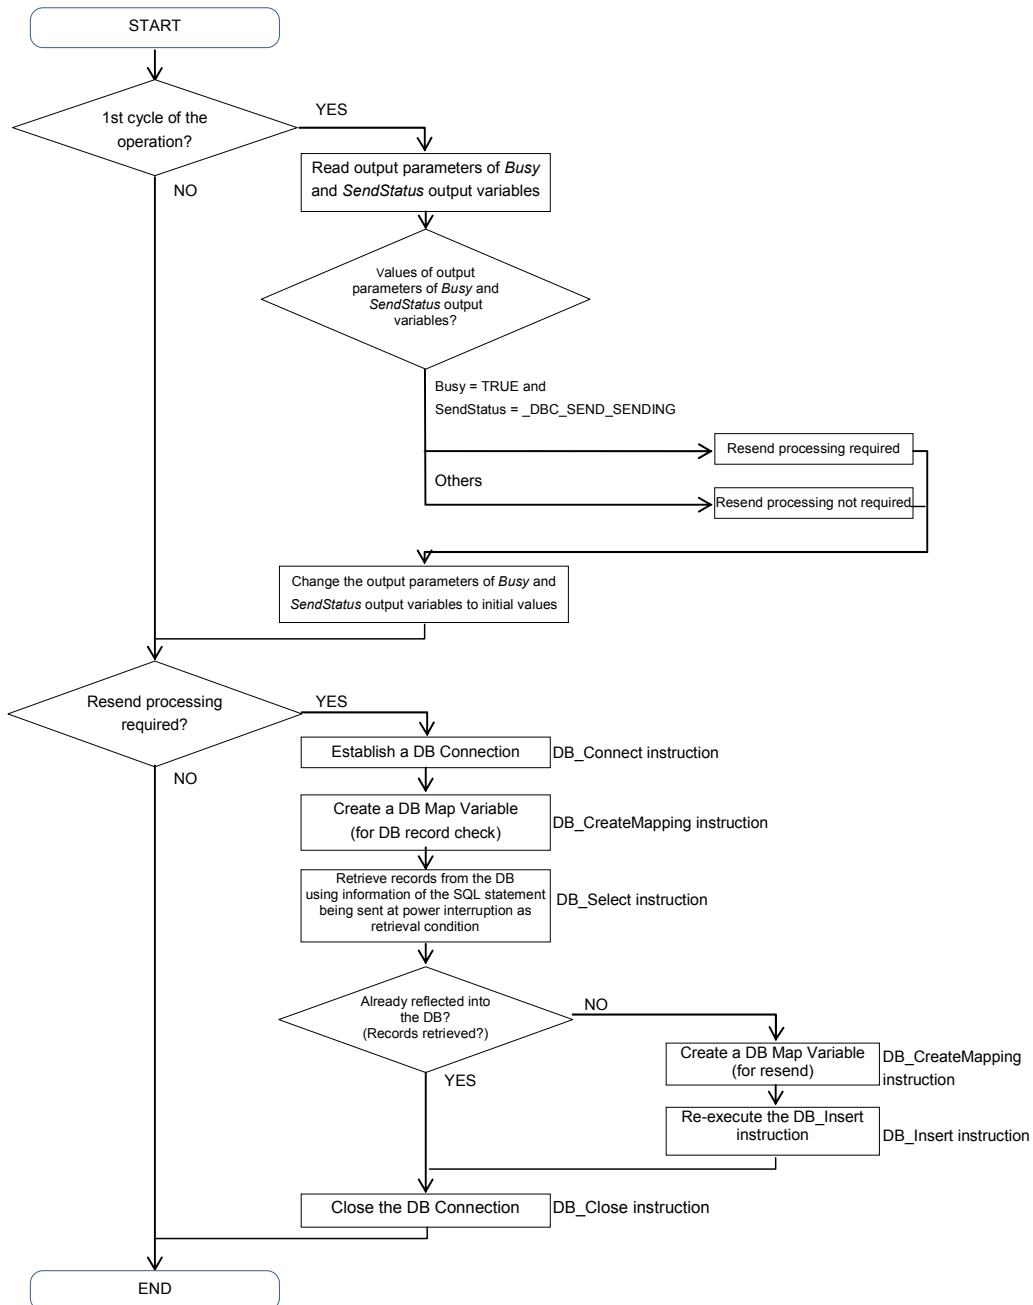 START
1st cycle of the
operation?
YES
NO
Read output parameters of Busy
and SendStatus output variables
Values of output
parameters of Busy and
SendStatus output
variables?
Busy = TRUE and
SendStatus = _DBC_SEND_SENDING
Resend processing required
Others
Resend processing not required
Change the output parameters of Busy and
SendStatus output variables to initial values
Resend processing
required?
YES
NO
Establish a DB Connection
DB_Connect instruction
Create a DB Map Variable
(for DB record check)
DB_CreateMapping instruction
Retrieve records from the DB
using information of the SQL statement
being sent at power interruption as
retrieval condition
DB_Select instruction
Already reflected into
the DB?
(Records retrieved?)
NO
YES
Create a DB Map Variable
(for resend)
DB_CreateMapping
instruction
Re-execute the DB_Insert
instruction
DB_Insert instruction
Close the DB Connection
DB_Close instruction
END